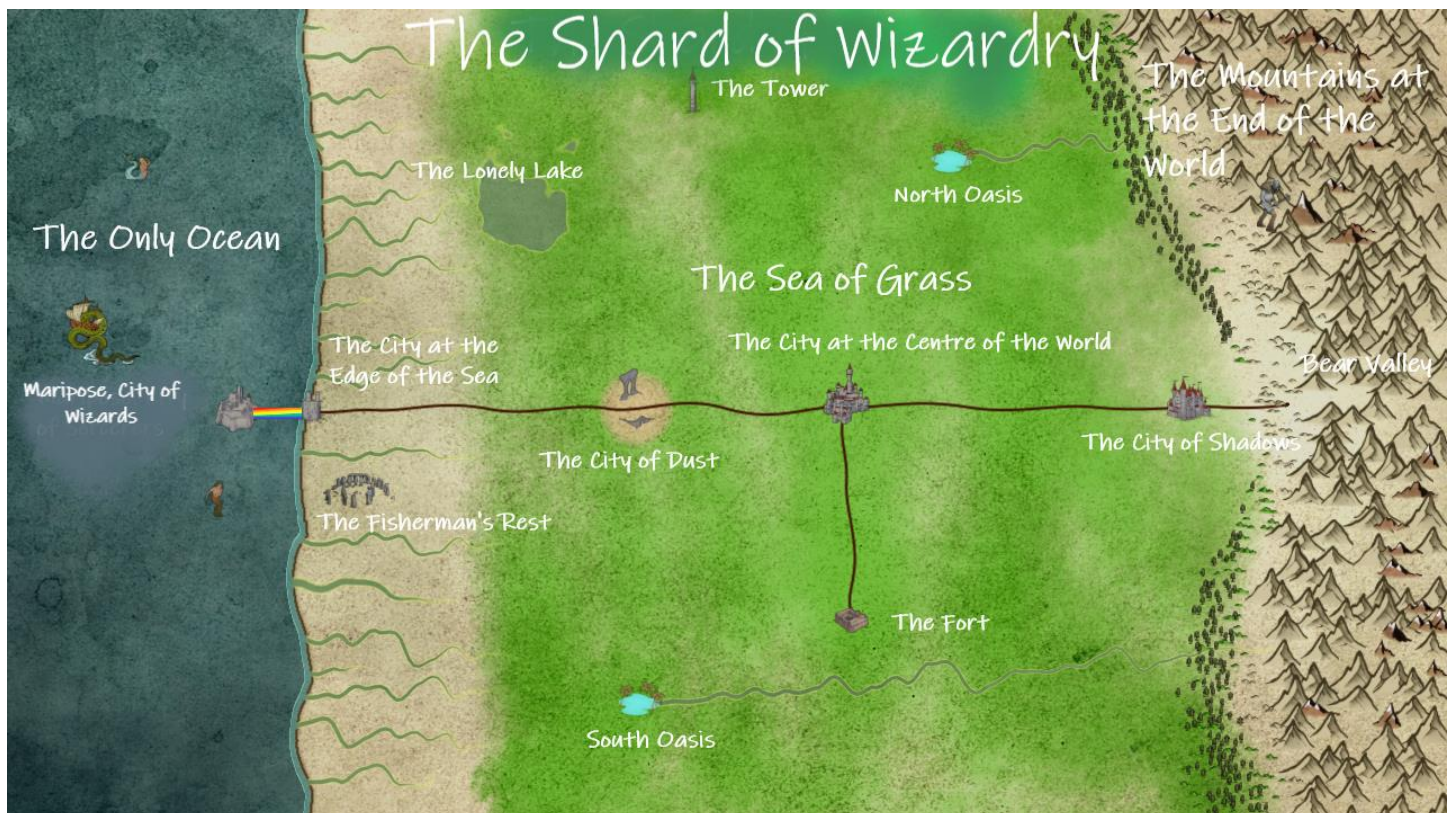 The Shard of Wizardry
The Tower
The Mountains at
the End of the
World
The Lonely Lake
North Oasis
The Only Ocean
The Sea of Grass
The City at the
Edge of the Sea
The City at the Centre of the World
Bear Valley
Maripose, City of
Wizards
The City of Dust
The City of Shadows
The Fisherman's Rest
The Fort
South Oasis